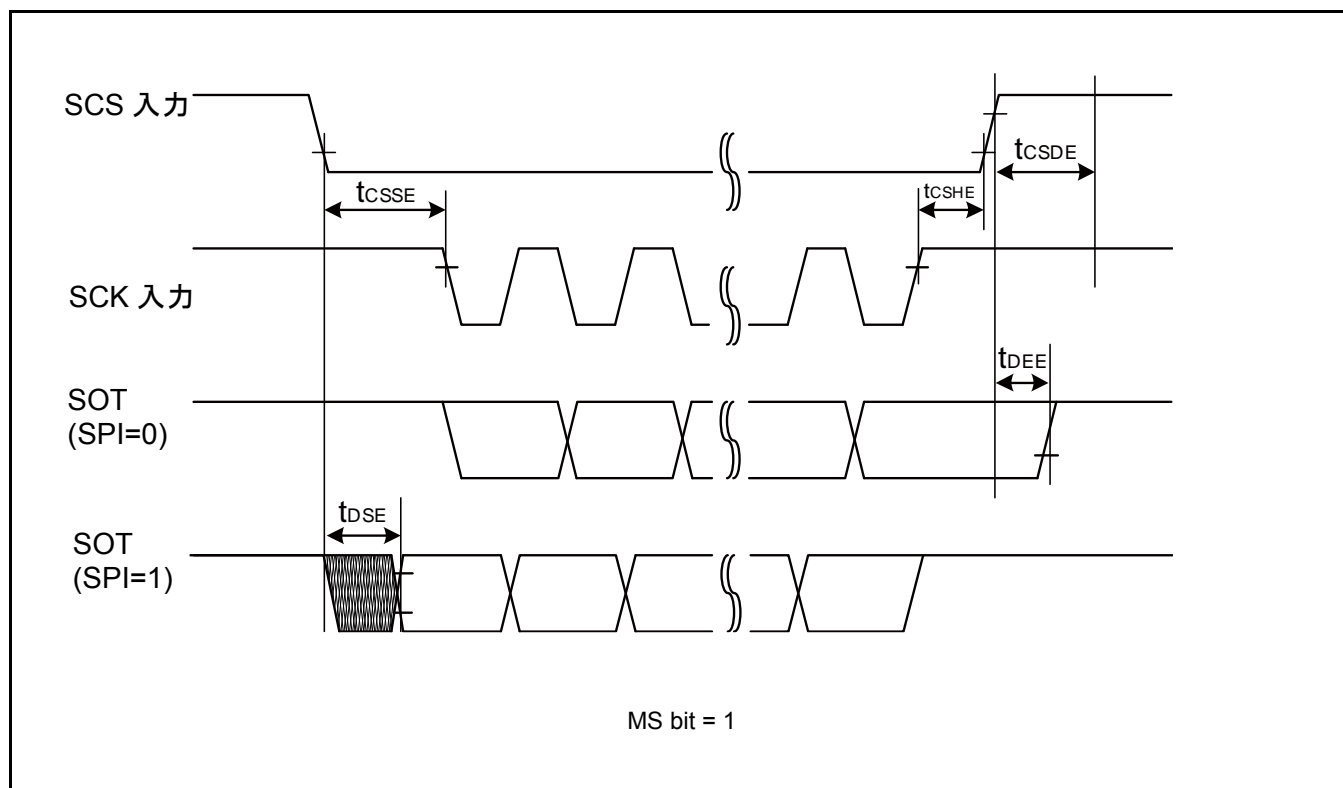 SCS 入力
tCSDE
tCSSE
tCSHE
SCK 入力
tDEE
SOT
(SPI=0)
tDSE
SOT
(SPI=1)
MS bit = 1